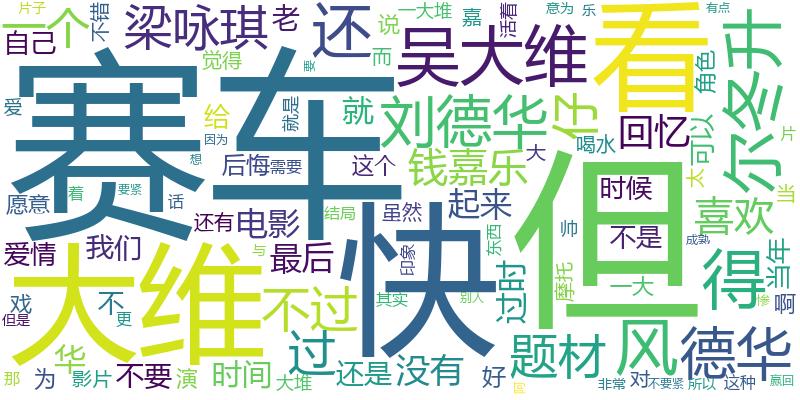 片子
一个
不错
梁咏琪
老
还
说
一大堆
嘉
活着
意为
乐
有点
自己
觉得
而
吴大维
看
角色
尔冬升
爱
要
赛车
给
因为
就是
就
刘德华
仔
回忆
可以
片
想
后悔
需要
这个
钱嘉乐
大
喝水
太
当
愿意
着
要紧
话
还有
电影
结局
虽然
起来
但
时候
喜欢
爱情
我们
最后
印象
东西
帅
不是
成熟
当年
大维
与
快
过时
摩托
一大
得
啊
戏
不
更
不过
其实
别人
惨
但是
华
过
题材
风
德华
那
为
影片
不要
演
时间
大堆
还是
没有
好
非常
对
不要紧
所以
这种
赢回